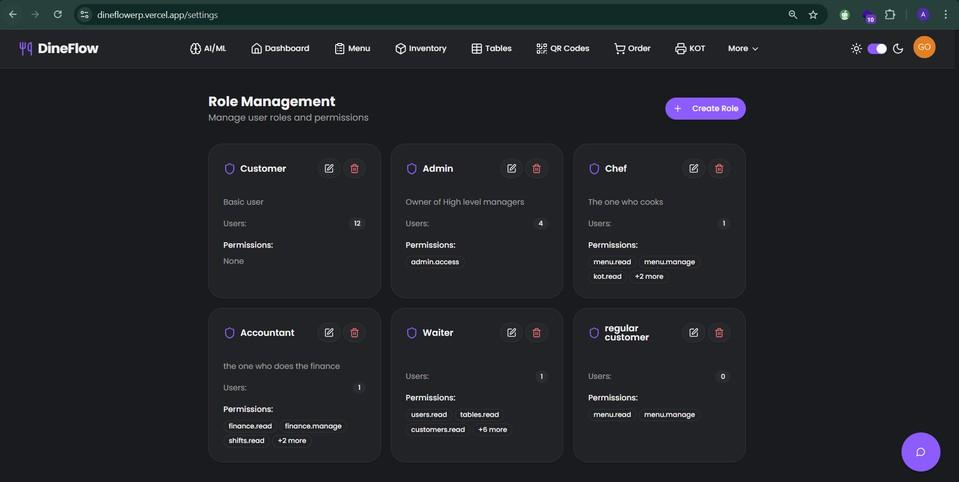 dineflowerp.vercel.app/settings
10
A
DineFlow
AI/ML
Dashboard
Menu
Inventory
Tables
QR Codes
Order
KOT
More
GO
Role Management
Manage user roles and permissions
Create Role
Customer
Basic user
Users:
12
Permissions:
None
Admin
Owner of High level managers
Users:
4
Permissions:
admin.access
Chef
The one who cooks
Users:
1
Permissions:
menu.read menu.manage
kot.read +2 more
Accountant
the one who does the finance
Users:
1
Permissions:
finance.read finance.manage
shifts.read +2 more
Waiter
Users:
1
Permissions:
users.read tables.read
customers.read +6 more
regular
customer
Users:
0
Permissions:
menu.read menu.manage